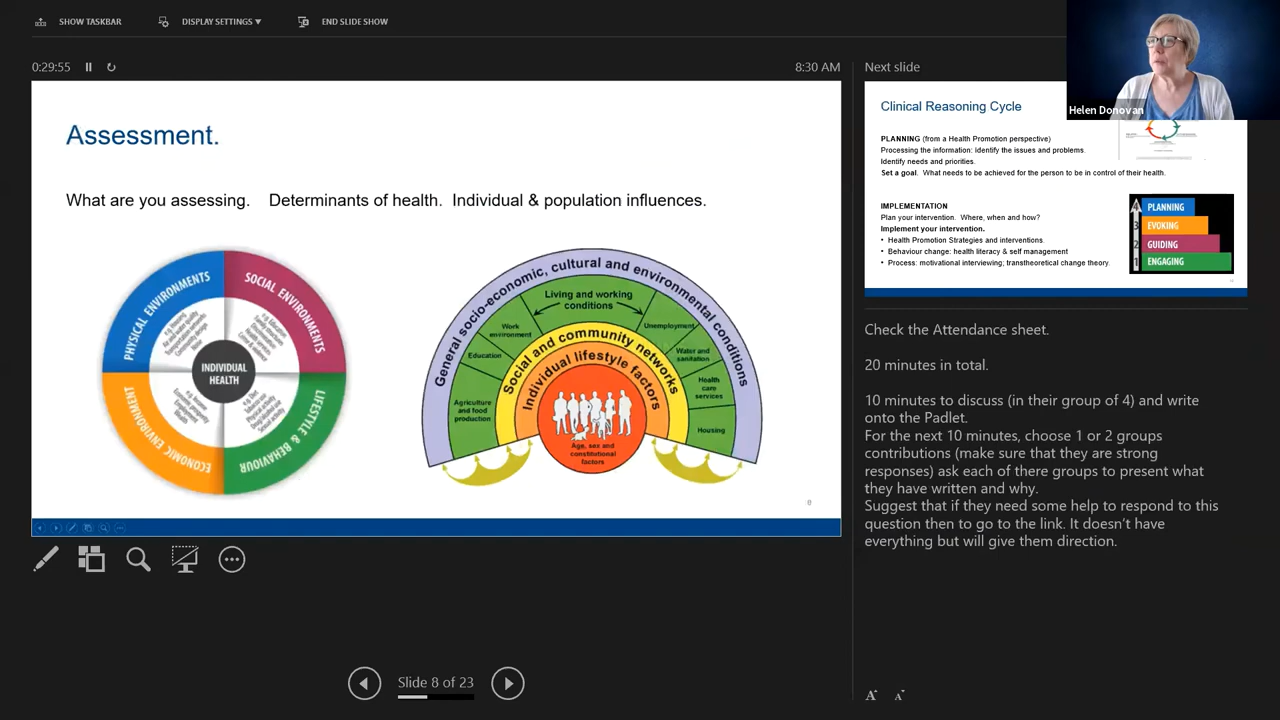 SHOW TASKBAR
DISPLAY SETTINGS ▼
END SLIDE SHOW
0:29:55
8:30 AM
Assessment.
What are you assessing. Determinants of health. Individual & population influences.
PHYSICAL ENVIRONMENTS
SOCIAL ENVIRONMENTS
INDIVIDUAL
HEALTH
ECONOMIC ENVIRONMENT
LIFESTYLE & BEHAVIOUR
General socio-economic, cultural and environmental conditions
Living and working
conditions
Work
environment
Unemployment
Education
Water and
sanitation
Social and community networks
Individual lifestyle factors
Agriculture
and food
production
Health
care
services
Housing
Age, sex and
constitutional
factors
8
Slide 8 of 23
Next slide
Helen Donovan
Clinical Reasoning Cycle
PLANNING (from a Health Promotion perspective)
Processing the information: Identify the issues and problems.
Identify needs and priorities.
Set a goal. What needs to be achieved for the person to be in control of their health.
IMPLEMENTATION
Plan your intervention. Where, when and how?
Implement your intervention.
• Health Promotion Strategies and interventions
• Behaviour change: health literacy & self management
• Process: motivational interviewing; transtheoretical change theory.
4 PLANNING
3 EVOKING
2 GUIDING
1 ENGAGING
Check the Attendance sheet.
20 minutes in total.
10 minutes to discuss (in their group of 4) and write
onto the Padlet.
For the next 10 minutes, choose 1 or 2 groups
contributions (make sure that they are strong
responses) ask each of there groups to present what
they have written and why.
Suggest that if they need some help to respond to this
question then to go to the link. It doesn't have
everything but will give them direction.
A
A